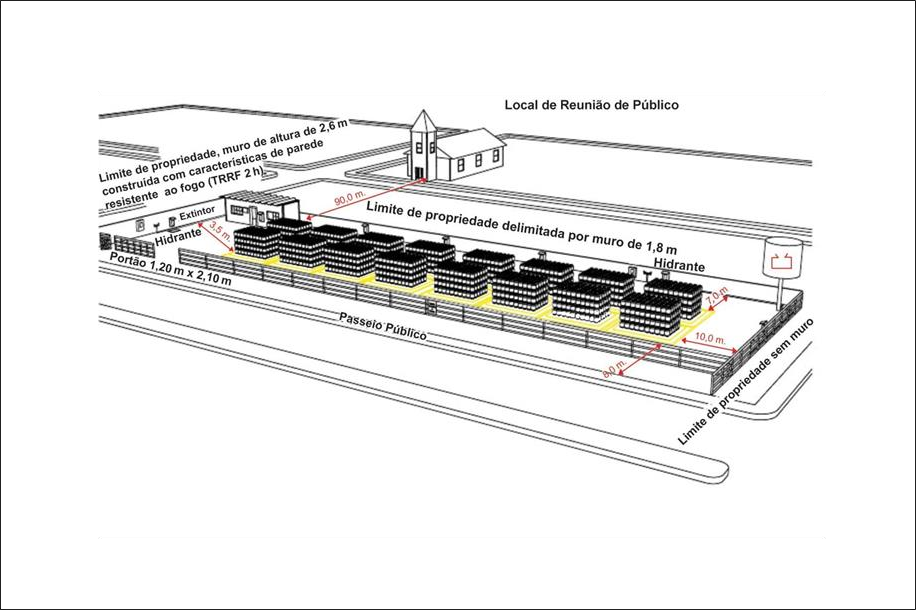 Local de Reunião de Público
Limite de propriedade, muro de altura de 2,6 m
construida com características de parede
resistente ao fogo (TRRF 2 h)
90,0 m.
Extintor
Limite de propriedade delimitada por muro de 1,8 m
3,5 m.
Hidrante
Hidrante
Portão 1,20 m x 2,10 m
7,0 m
Passeio Público
10,0 m.
8,0 m.
Limite de propriedade sem muro